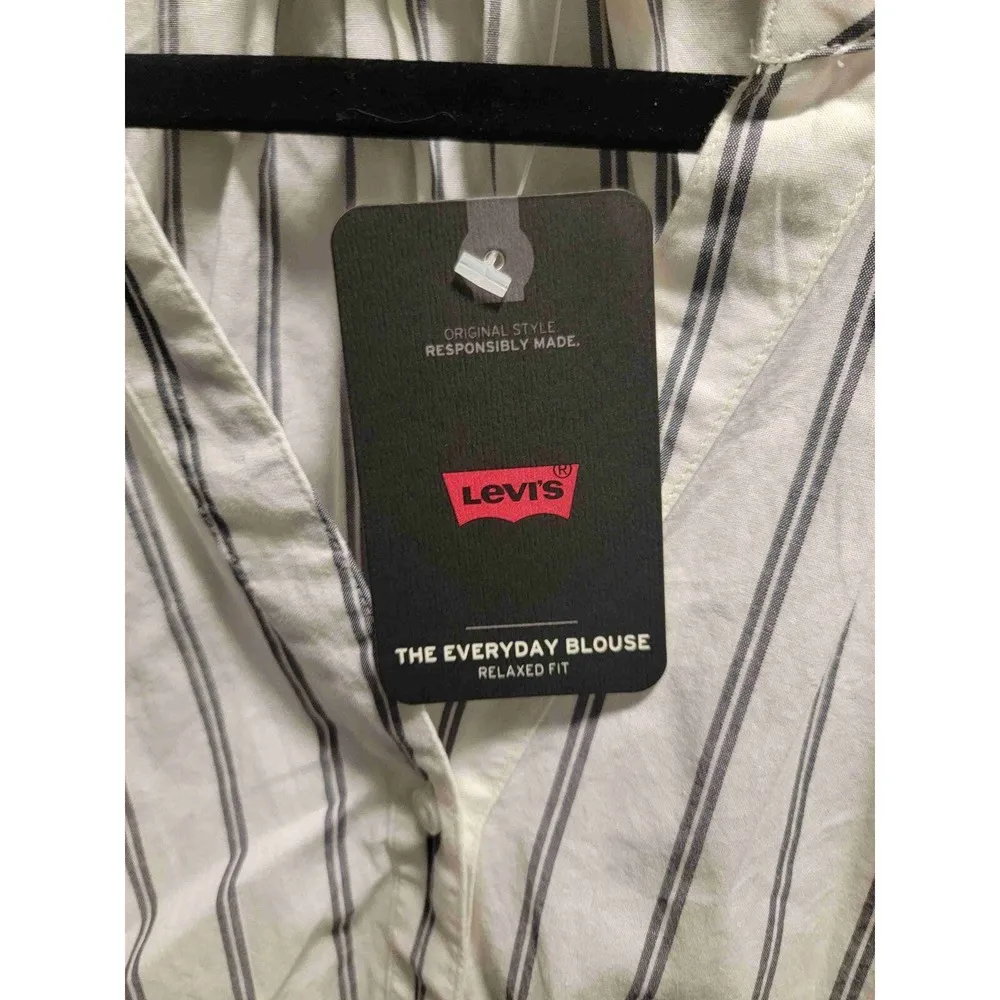 ORIGINAL STYLE
RESPONSIBLY MADE.
Levi's®
THE EVERYDAY BLOUSE
RELAXED FIT